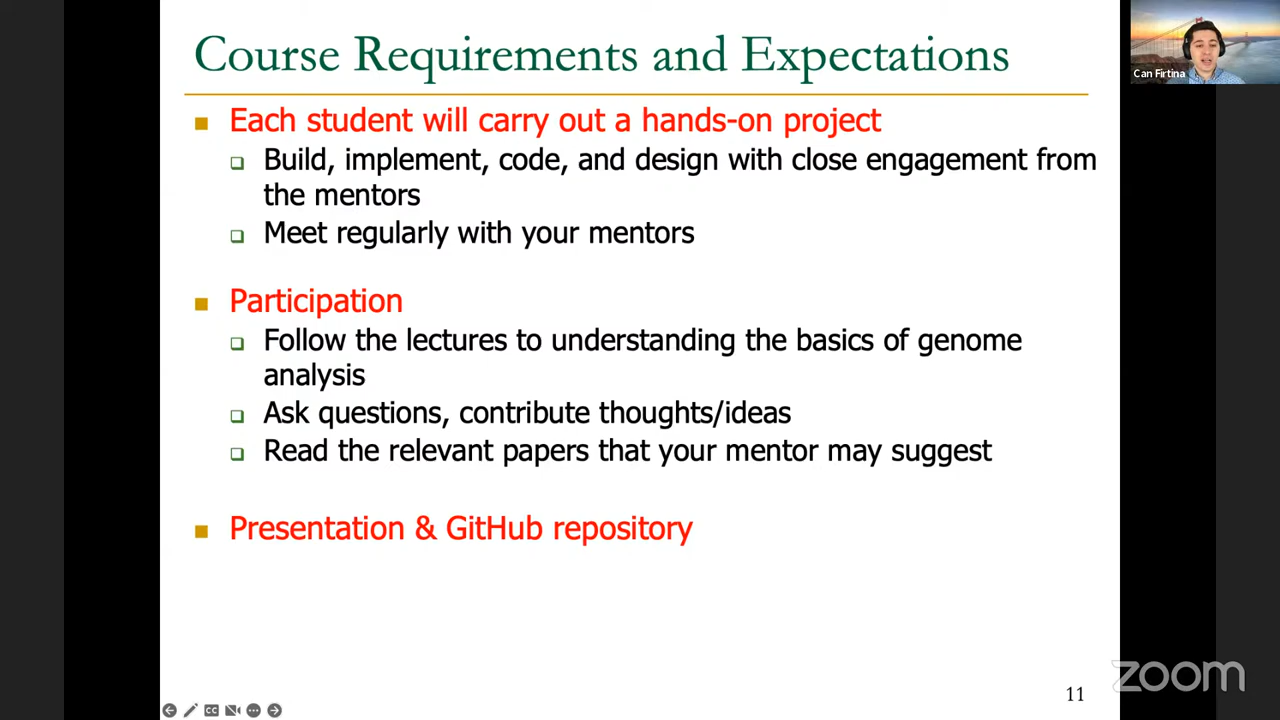 Course Requirements and Expectations
Can Firtina
Each student will carry out a hands-on project
Build, implement, code, and design with close engagement from
the mentors
Meet regularly with your mentors
Participation
Follow the lectures to understanding the basics of genome
analysis
Ask questions, contribute thoughts/ideas
Read the relevant papers that your mentor may suggest
Presentation & GitHub repository
zoom
11
CC